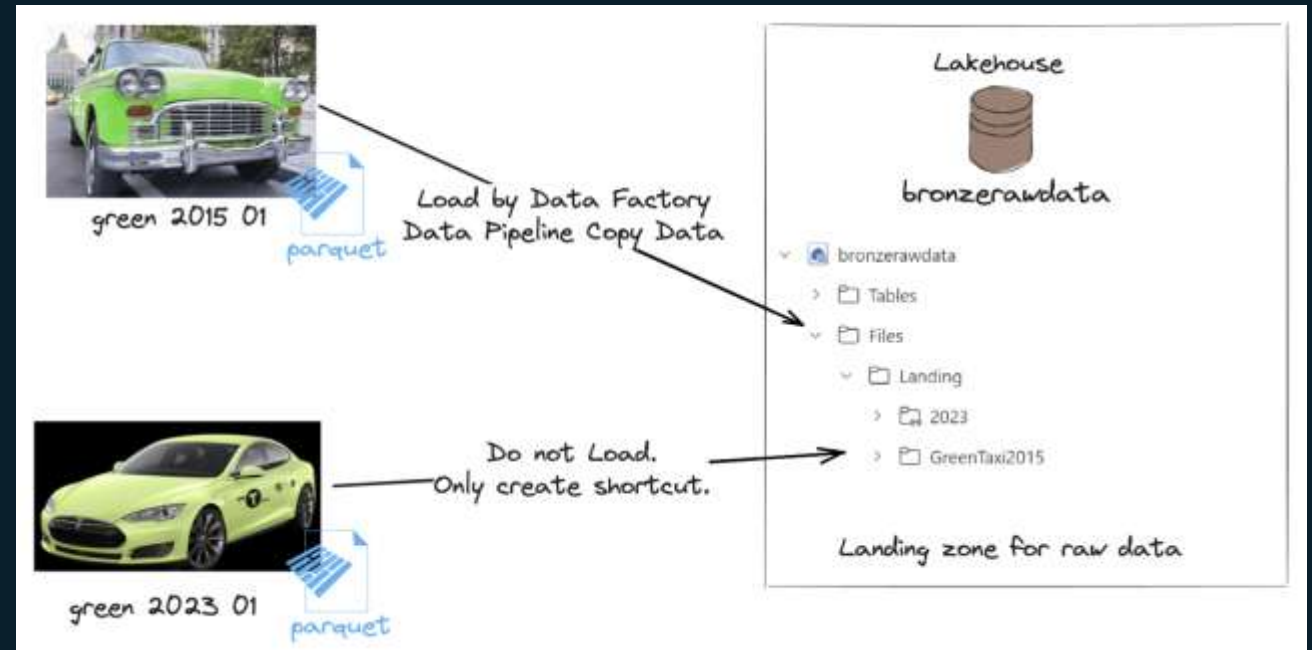 green 2015 01
parquet
Load by Data Factory
Data Pipeline Copy Data
green 2023 01
parquet
Do not Load.
Only create shortcut.
Lakehouse
bronzerawdata
bronzerawdata
Tables
Files
Landing
2023
GreenTaxi2015
Landing zone for raw data